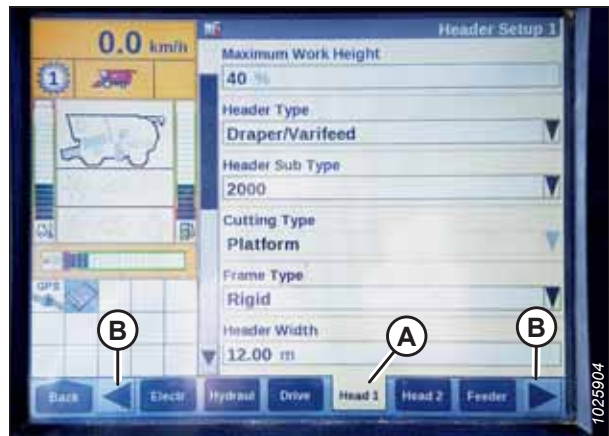 0.0 km/h
Header Setup 1
1
Maximum Work Height
40 %
Header Type
Draper/Varifeed
Header Sub Type
2000
Cutting Type
Platform
Frame Type
Rigid
Header Width
12.00 m
GPS
B
A
B
Back
Electr
Hydraul
Drive
Head 1
Head 2
Feeder
1025904